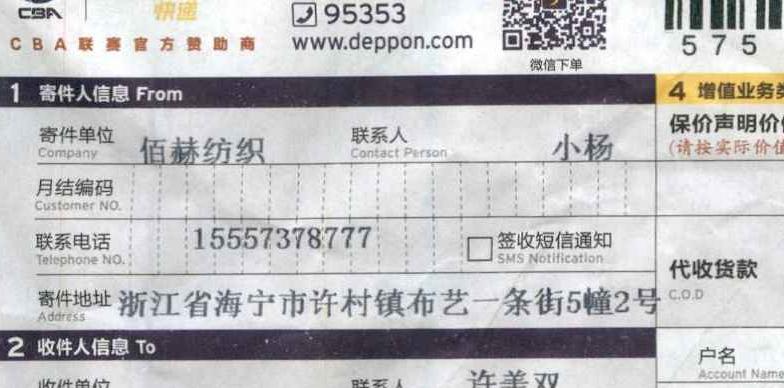 CBA 快递 95353
CBA联赛官方赞助商 www.deppon.com
微信下单
575
1 寄件人信息 From
4 增值业务
寄件单位 佰赫纺织 联系人 小杨
Company Contact Person
保价声明价
(请按实际价值
月结编码
Customer NO.
联系电话 15557378777 签收短信通知
Telephone NO. SMS Notification
代收货款
C.O.D
寄件地址 浙江省海宁市许村镇布艺一条街5幢2号
Address
2 收件人信息 To
户名
Account Name
收件单位 联系人 许美双